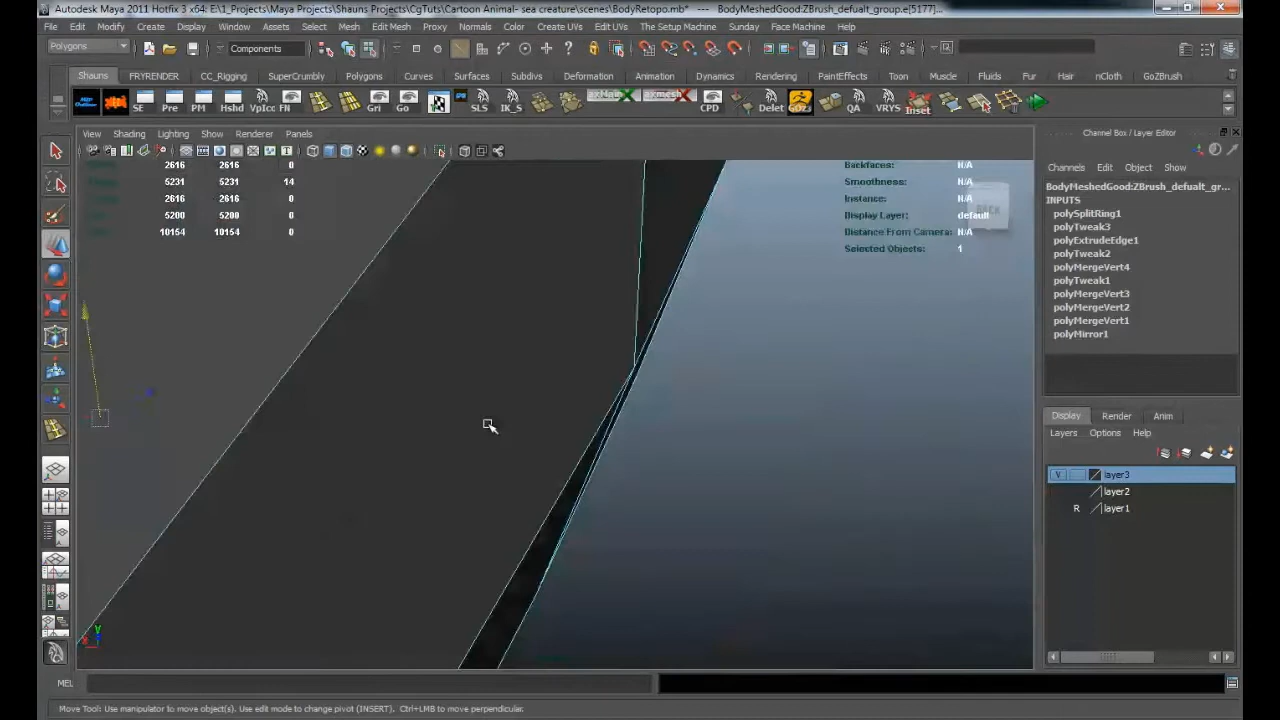 Autodesk Maya 2011 Hotfix 3 x64: E:\1_Projects\Maya Projects\Shauns Projects\CgTuts\Cartoon Animal- sea creature\scenes\BodyRetopo.mb* --- BodyMeshedGood:ZBrush_defualt_group.e[5177]...
File Edit Modify Create Display Window Assets Select Mesh Edit Mesh Proxy Normals Color Create UVs Edit UVs The Setup Machine Sunday Face Machine Help
Polygons Components
Shauns FRYRENDER CC_Rigging SuperCrumbly Polygons Curves Surfaces Subdivs Deformation Animation Dynamics Rendering PaintEffects Toon Muscle Fluids Fur Hair nCloth GoZBrush
SE Pre PM Hshd VpIcc FII Gri Go SLS IK_S CPD Delet GOzs QA VRYS Inset
View Shading Lighting Show Renderer Panels
Channel Box / Layer Editor
Channels Edit Object Show
2616 2616 0
5231 5231 14
2616 2616 0
5200 5200 0
10154 10154 0
Backfaces: N/A
Smoothness: N/A
Instance: N/A
Display Layer: default
Distance From Camera: N/A
Selected Objects: 1
BACK
BodyMeshedGood:ZBrush_defualt_gr...
INPUTS
polySplitRing1
polyTweak3
polyExtrudeEdge1
polyTweak2
polyMergeVert4
polyTweak1
polyMergeVert3
polyMergeVert2
polyMergeVert1
polyMirror1
Display Render Anim
Layers Options Help
V layer3
layer2
R layer1
MEL
Move Tool: Use manipulator to move object(s). Use edit mode to change pivot (INSERT). Ctrl+LMB to move perpendicular.